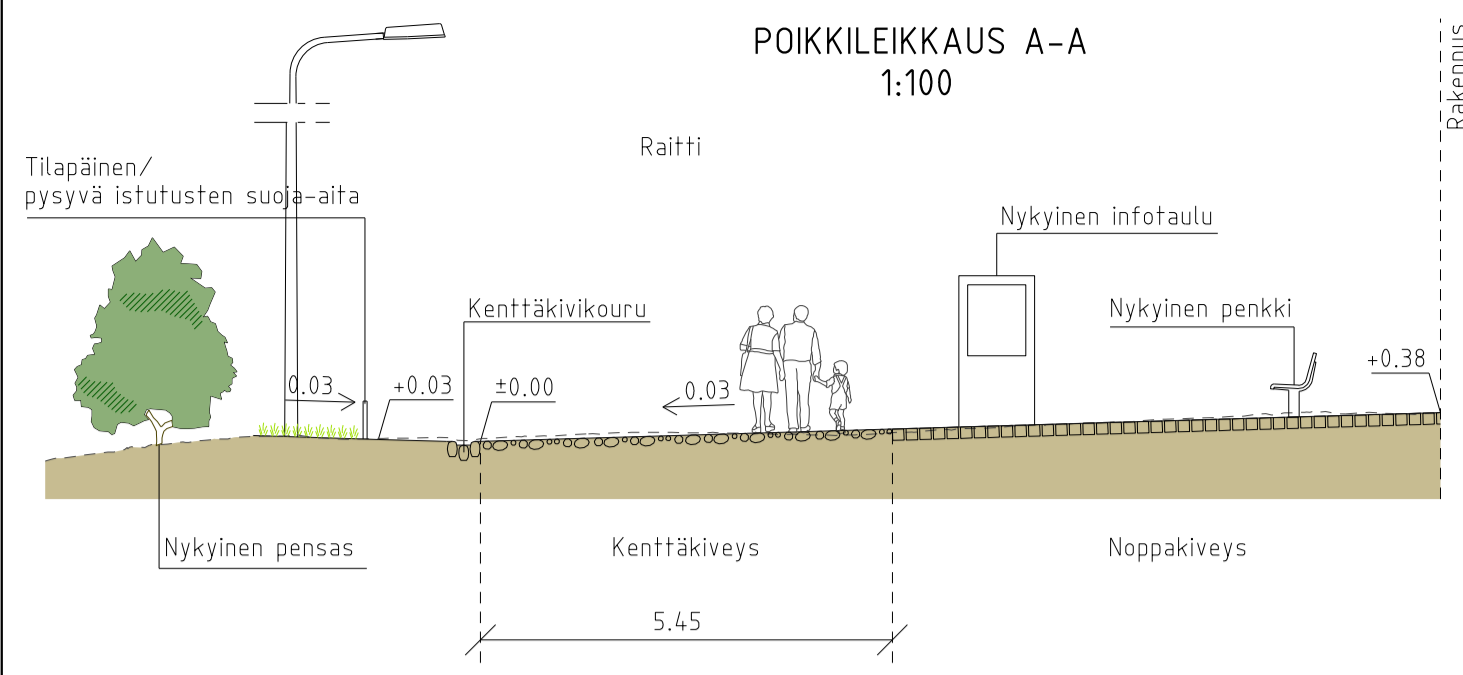 POIKKILEIKKAUS A-A
1:100
Rakennus
Raitti
Tilapäinen/
pysyvä istutusten suoja-aita
Nykyinen infotaulu
Kenttäkivikouru
Nykyinen penkki
0.03
+0.03
±0.00
0.03
+0.38
Nykyinen pensas
Kenttäkiveys
Noppakiveys
5.45